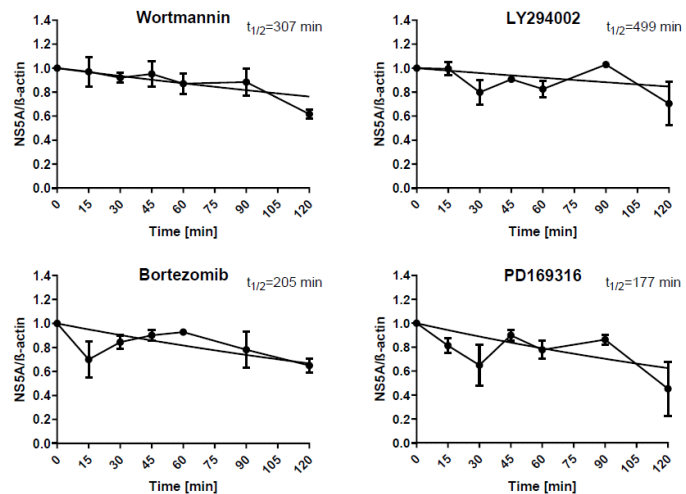 Wortmannin
t1/2=307 min
NS5A/ß-actin
1.4
1.2
1.0
0.8
0.6
0.4
0.2
0.0
0 15 30 45 60 75 90 105 120
Time [min]
LY294002
t1/2=499 min
NS5A/ß-actin
1.4
1.2
1.0
0.8
0.6
0.4
0.2
0.0
0 15 30 45 60 75 90 105 120
Time [min]
Bortezomib
t1/2=205 min
NS5A/ß-actin
1.4
1.2
1.0
0.8
0.6
0.4
0.2
0.0
0 15 30 45 60 75 90 105 120
Time [min]
PD169316
t1/2=177 min
NS5A/ß-actin
1.4
1.2
1.0
0.8
0.6
0.4
0.2
0.0
0 15 30 45 60 75 90 105 120
Time [min]